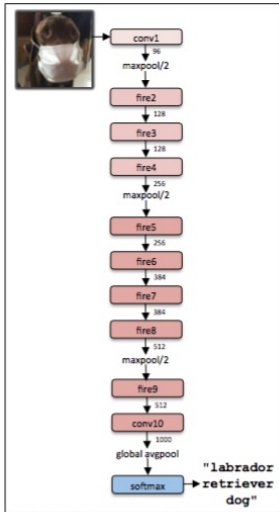 conv1
96
maxpool/2
fire2
128
fire3
128
fire4
256
maxpool/2
fire5
256
fire6
384
fire7
384
fire8
512
maxpool/2
fire9
512
conv10
1000
global avgpool
softmax
"labrador
retriever
dog"